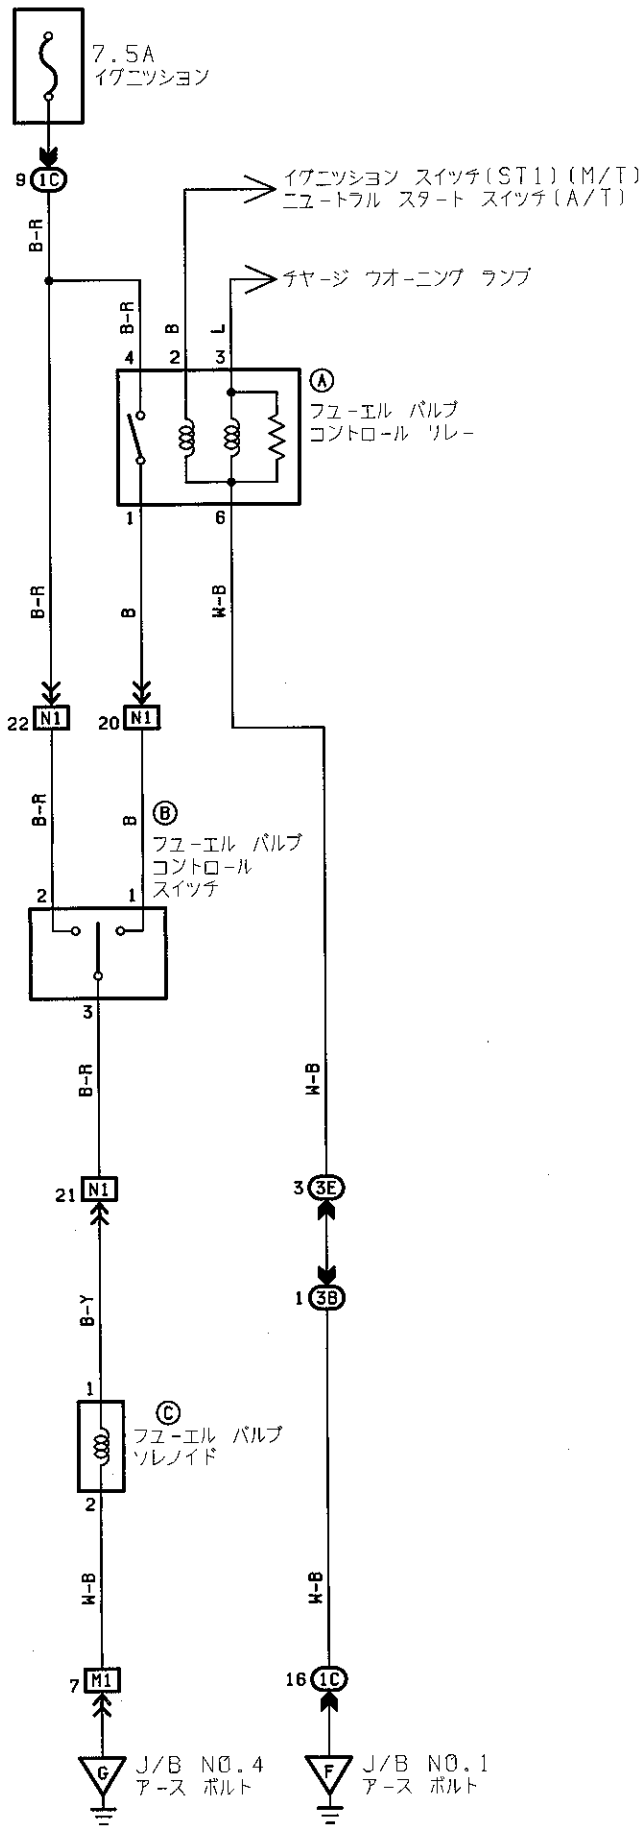 7.5A
イグニッション
9 1C
B-R
イグニッション スイッチ(ST1)(M/T)
ニュートラル スタート スイッチ(A/T)
チヤージ ウオーニング ランプ
B-R
B
L
4
2
3
A
フユーエル バルブ
コントロール リレー
1
6
B-R
B
W-B
22 N1
20 N1
B-R
B
B
フユーエル バルブ
コントロール
スイッチ
2
1
3
B-R
W-B
21 N1
3 3E
1 3B
B-Y
1
C
フユーエル バルブ
ソレノイド
2
W-B
W-B
7 M1
16 1C
G
J/B NO.4
アース ボルト
F
J/B NO.1
アース ボルト